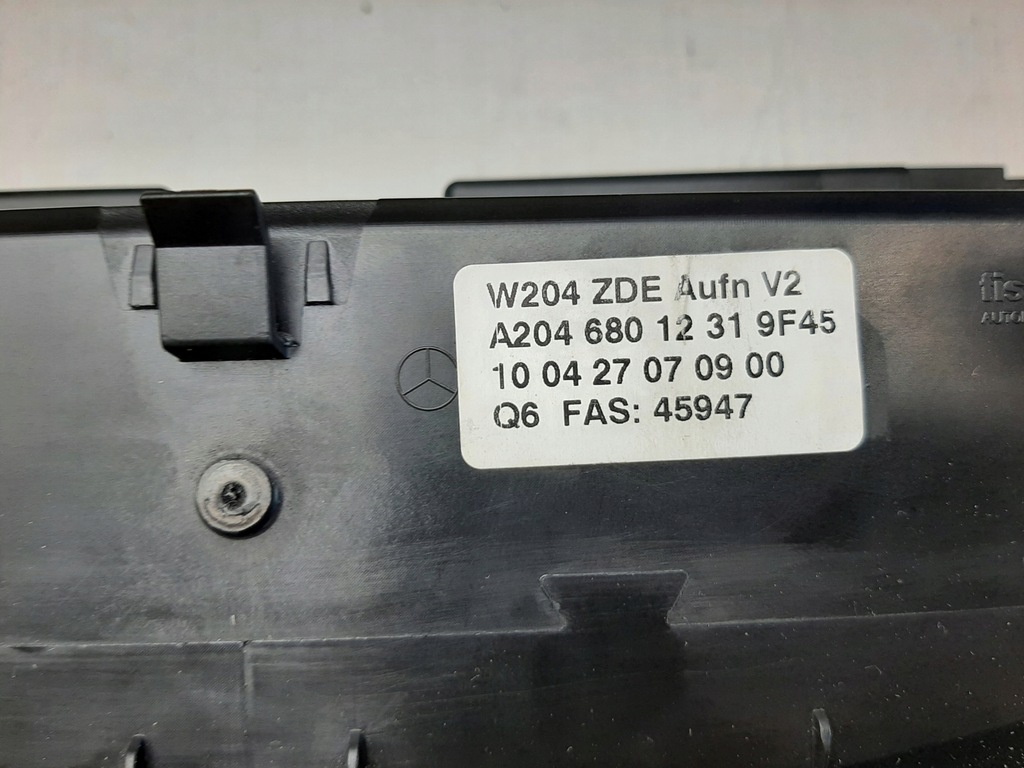 W204 ZDE Aufn V2
A204 680 12 31 9F45
10 04 27 07 09 00
Q6 FAS: 45947